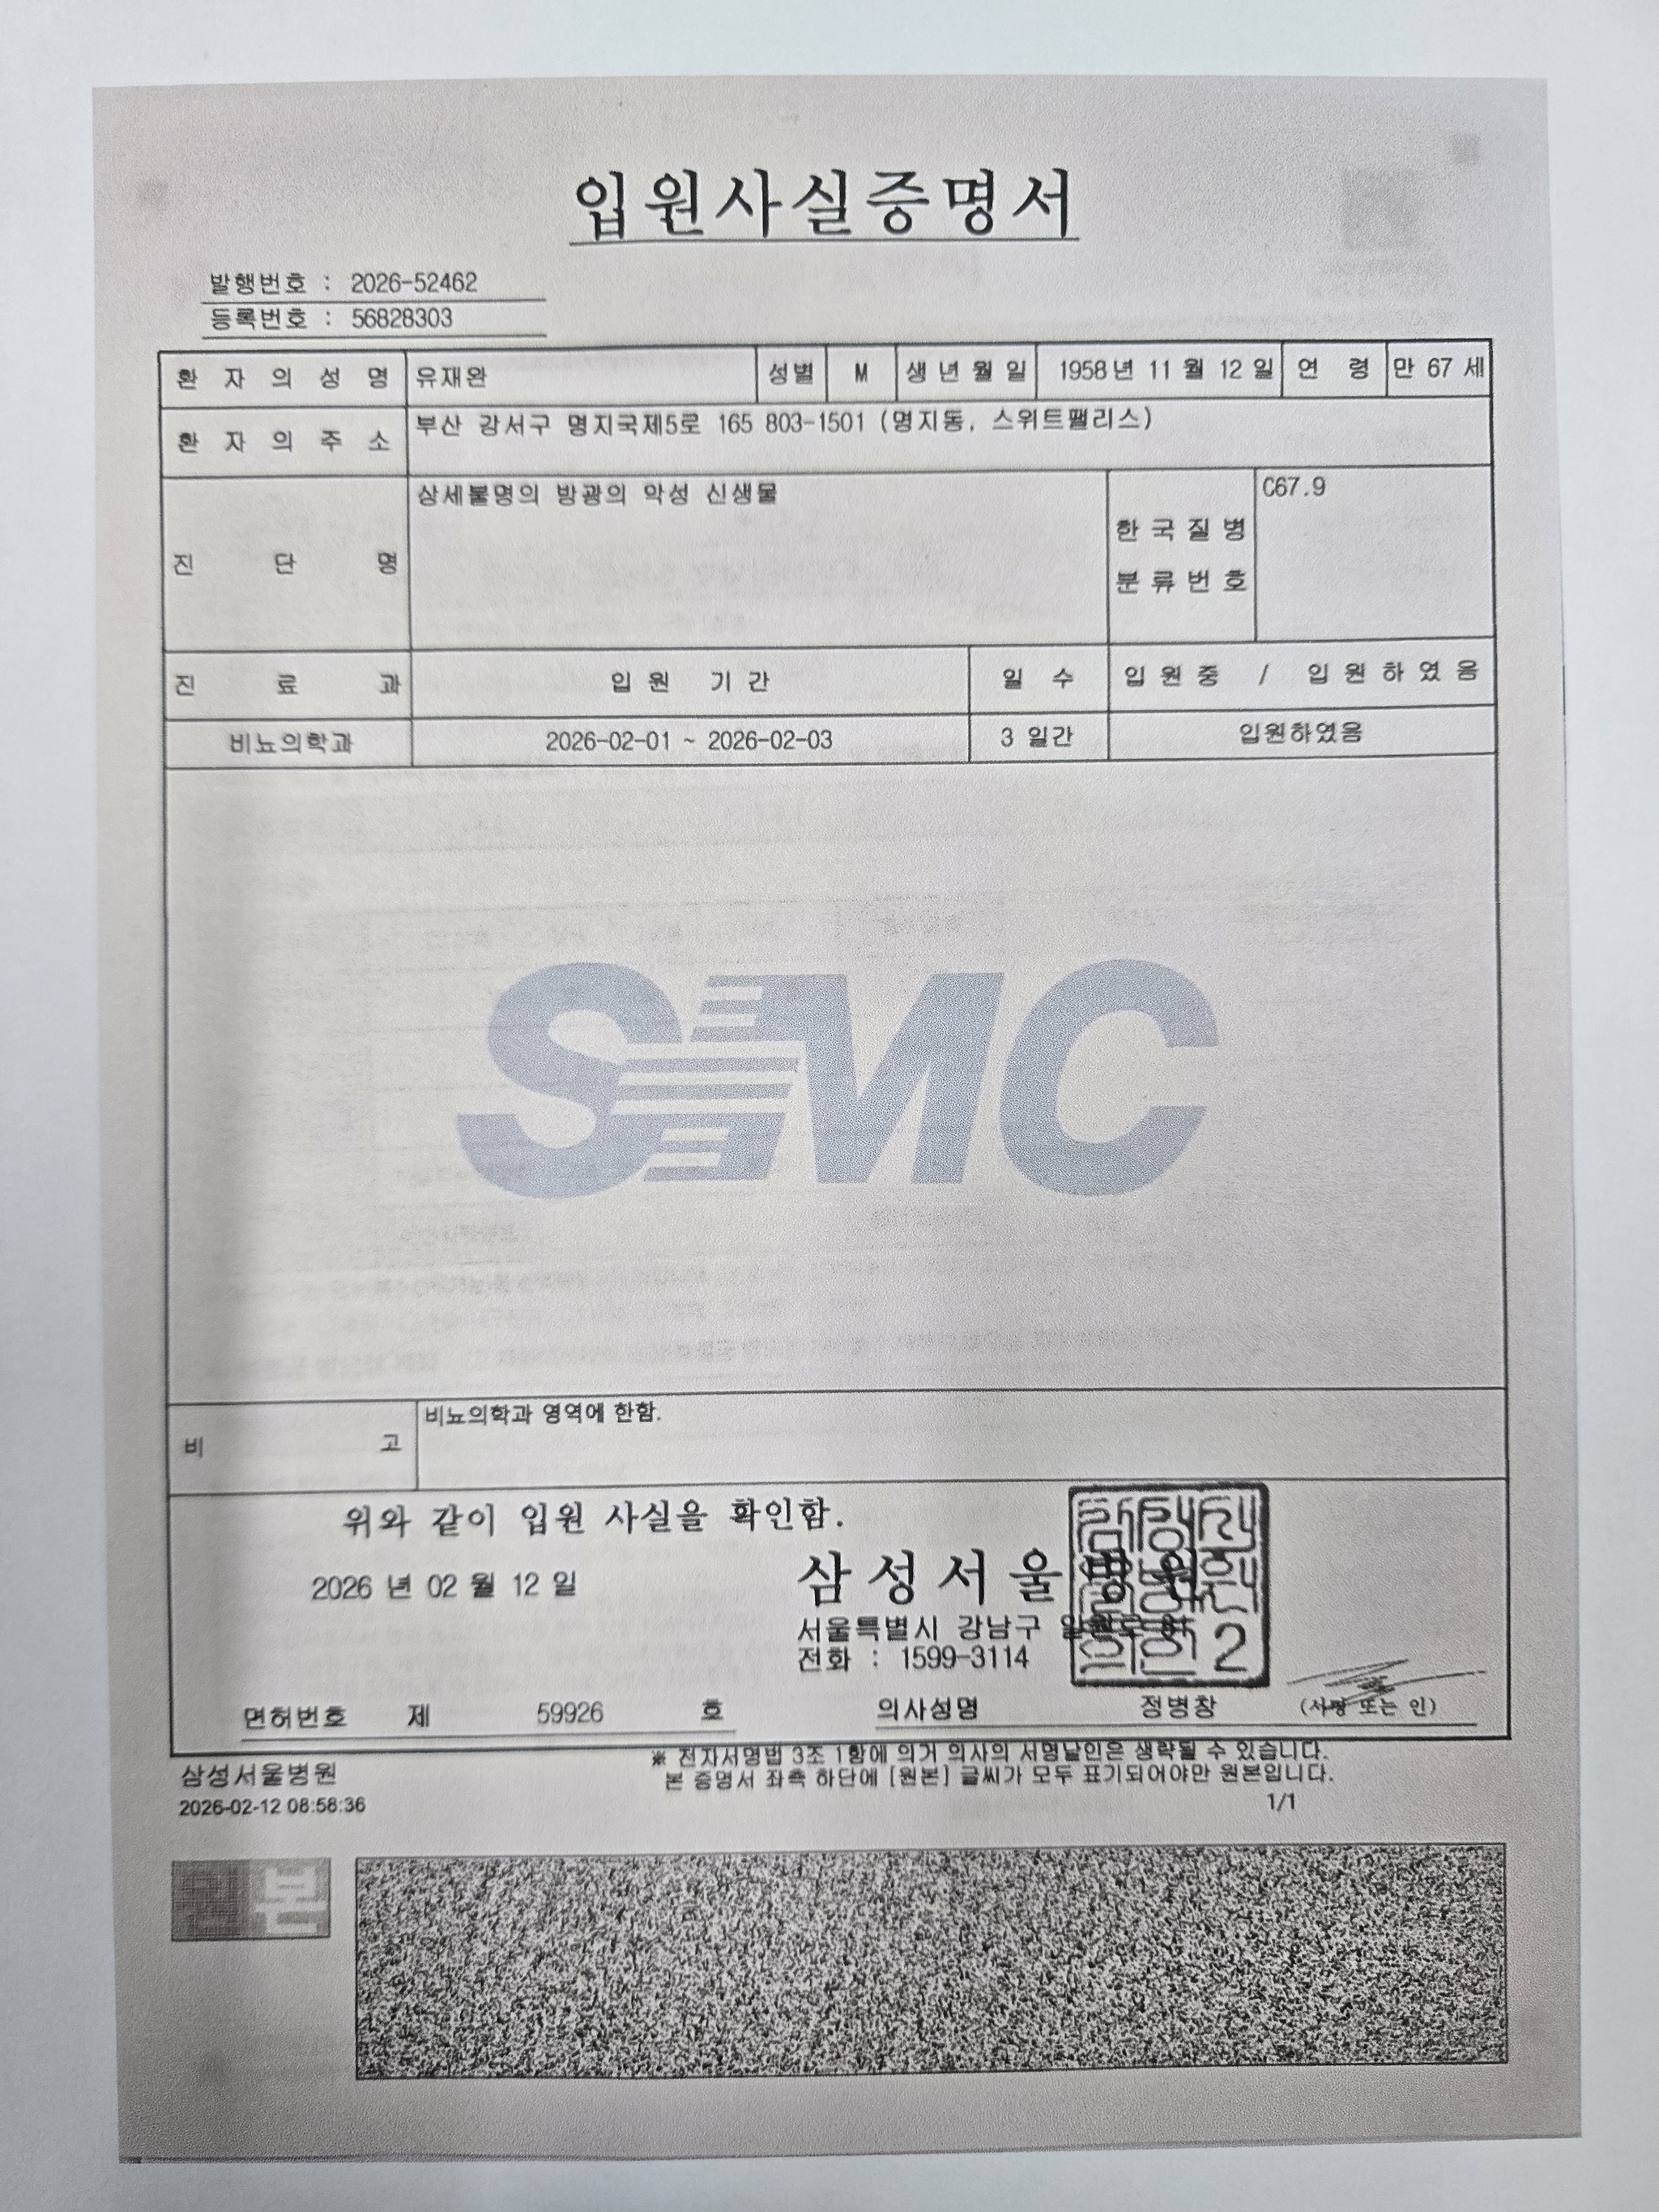 입원사실증명서
발행번호 : 2026-52462
등록번호 : 56828303
환자의 성명 유재완 성별 M 생년월일 1958년 11월 12일 연령 만 67 세
환자의 주소 부산 강서구 명지국제5로 165 803-1501 (명지동, 스위트팰리스)
진단명 상세불명의 방광의 악성 신생물 한국질병 분류번호 C67.9
진료과 입원 기간 일수 입원중 / 입원하였음
비뇨의학과 2026-02-01 ~ 2026-02-03 3 일간 입원하였음
SMC
비고 비뇨의학과 영역에 한함.
위와 같이 입원 사실을 확인함.
2026 년 02 월 12 일
삼성서울병원
서울특별시 강남구 일원로 81
전화 : 1599-3114
면허번호 제 59926 호 의사성명 정병창 (서명 또는 인)
※ 전자서명법 3조 1항에 의거 의사의 서명날인은 생략될 수 있습니다.
삼성서울병원
본 증명서 좌측 하단에 [원본] 글씨가 모두 표기되어야만 원본입니다.
2026-02-12 08:58:36
1/1
원본